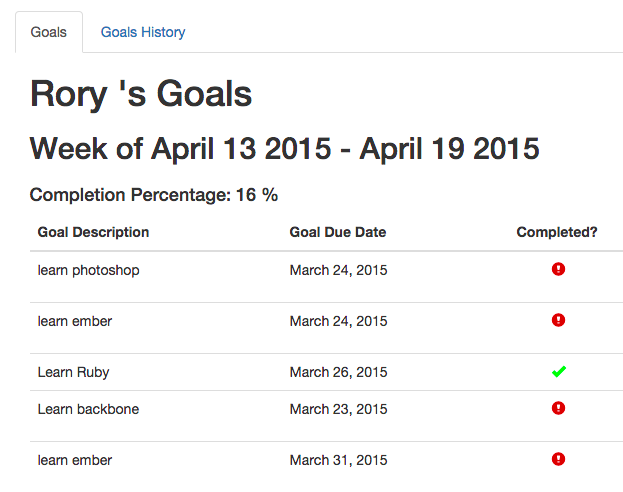 Goals Goals History
Rory 's Goals
Week of April 13 2015 - April 19 2015
Completion Percentage: 16 %
Goal Description Goal Due Date Completed?
learn photoshop March 24, 2015
learn ember March 24, 2015
Learn Ruby March 26, 2015
Learn backbone March 23, 2015
learn ember March 31, 2015